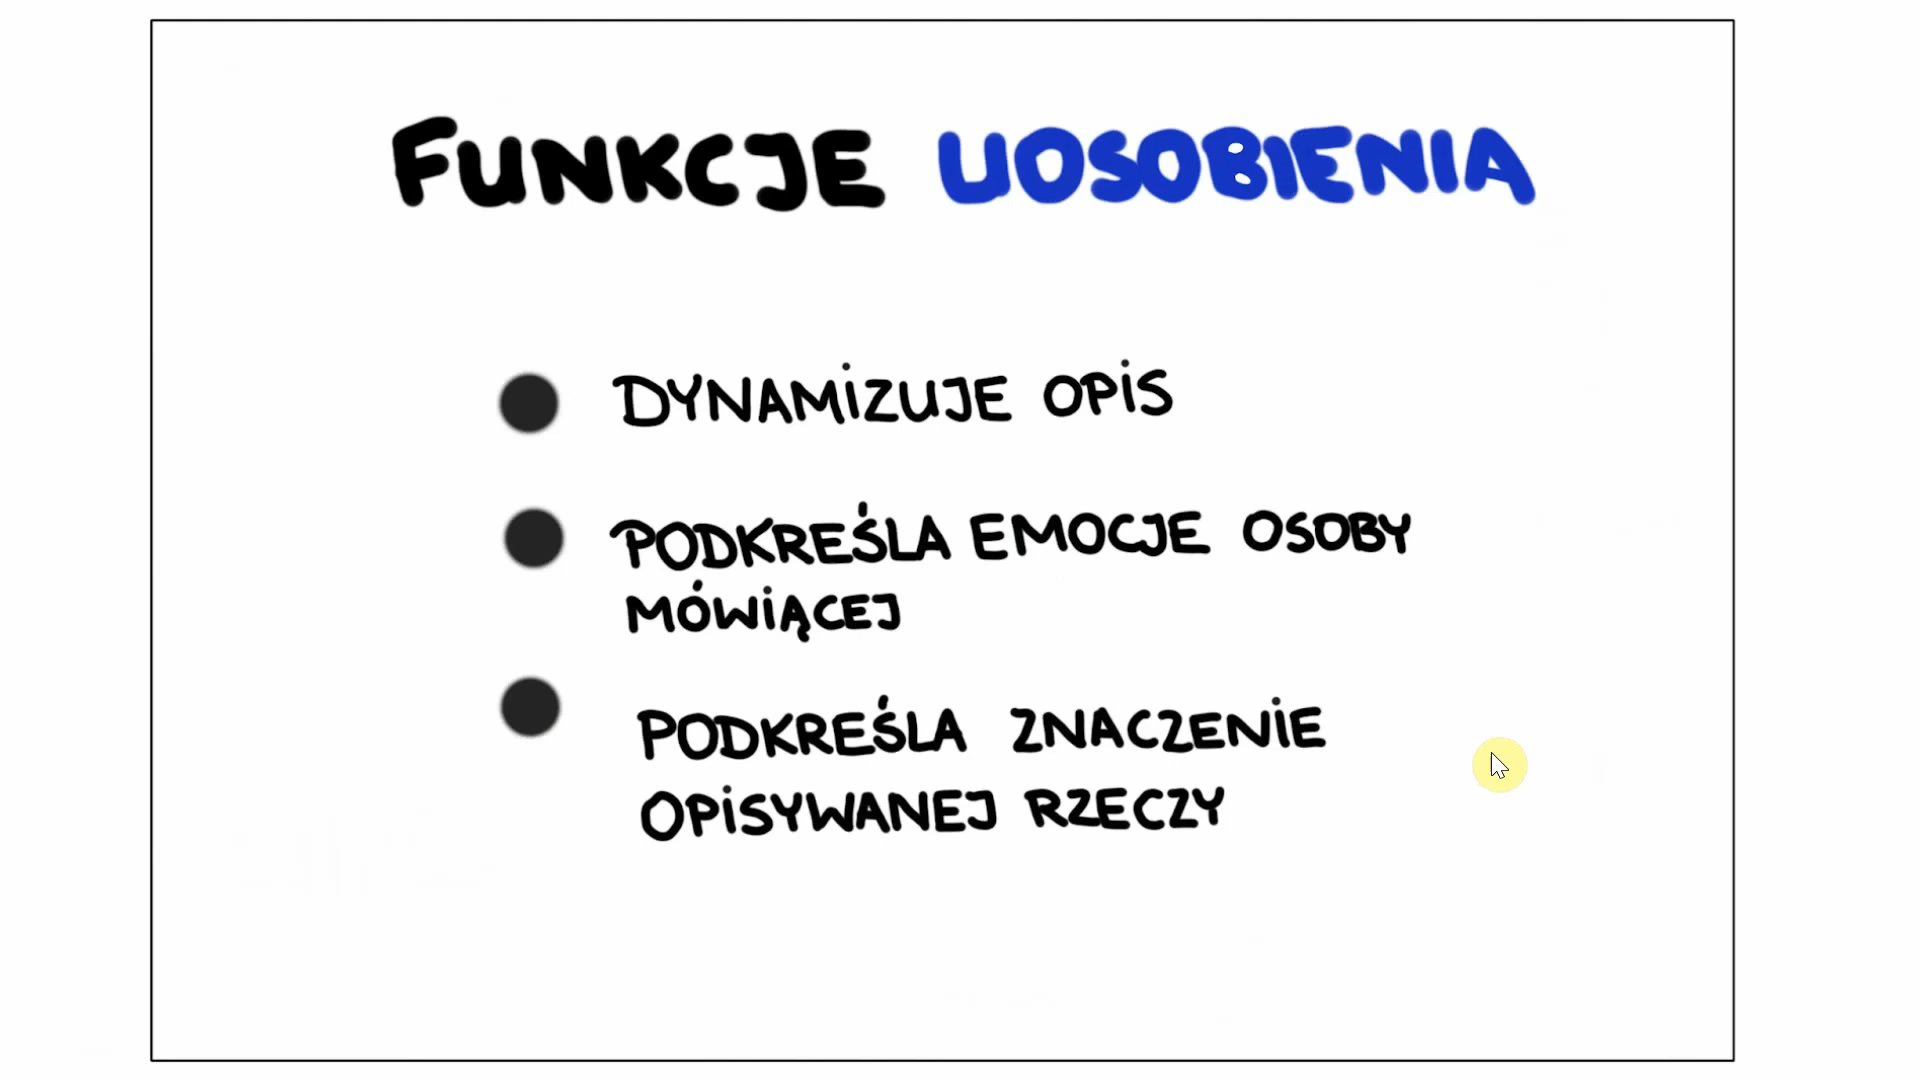 FUNKCJE UOSOBIENIA
DYNAMIZUJE OPIS
PODKREŚLA EMOCJE OSOBY
MÓWIĄCEJ
PODKREŚLA ZNACZENIE
OPISYWANEJ RZECZY